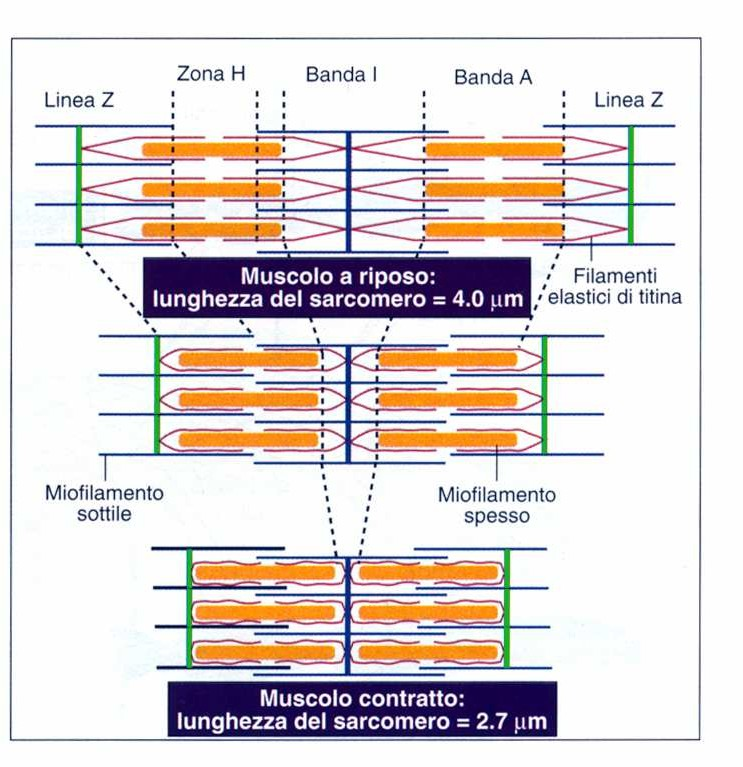 Zona H
Banda I
Banda A
Linea Z
Linea Z
Muscolo a riposo:
lunghezza del sarcomero = 4.0 μm
Filamenti
elastici di titina
Miofilamento
sottile
Miofilamento
spesso
Muscolo contratto:
lunghezza del sarcomero = 2.7 μm